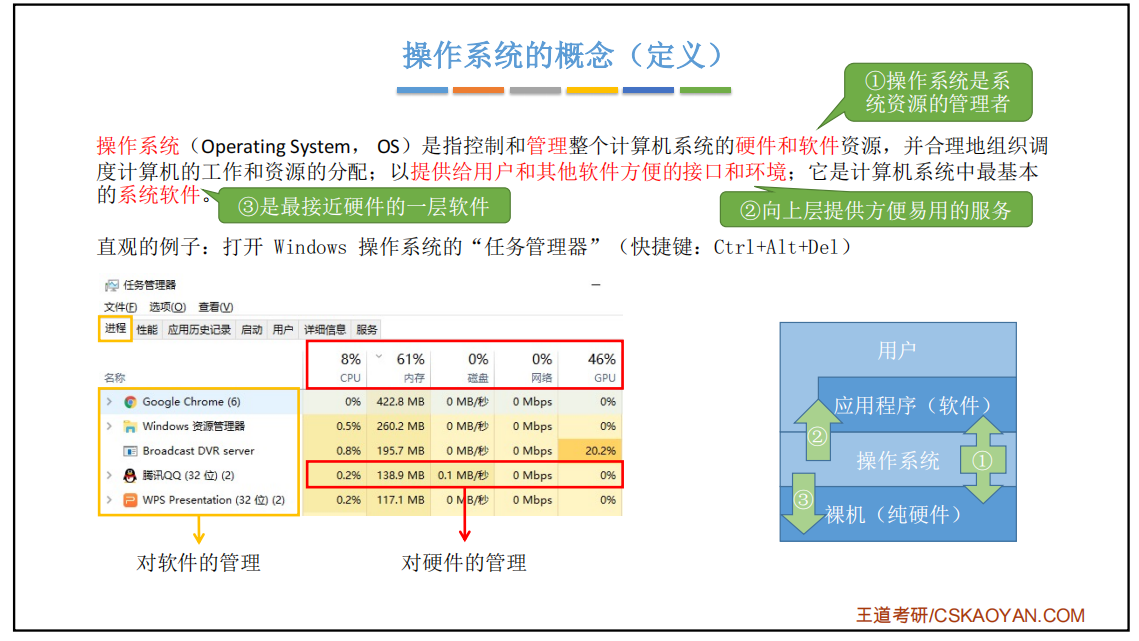 操作系统的概念（定义）
①操作系统是系
统资源的管理者
操作系统（Operating System， OS）是指控制和管理整个计算机系统的硬件和软件资源，并合理地组织调
度计算机的工作和资源的分配；以提供给用户和其他软件方便的接口和环境；它是计算机系统中最基本
的系统软件。
③是最接近硬件的一层软件
②向上层提供方便易用的服务
直观的例子：打开 Windows 操作系统的“任务管理器”（快捷键：Ctrl+Alt+Del）
任务管理器
文件(F) 选项(O) 查看(V)
进程 性能 应用历史记录 启动 用户 详细信息 服务
8% 61% 0% 0% 46%
名称 CPU 内存 磁盘 网络 GPU
Google Chrome (6) 0% 422.8 MB 0 MB/秒 0 Mbps 0%
Windows 资源管理器 0.5% 260.2 MB 0 MB/秒 0 Mbps 0%
Broadcast DVR server 0.8% 195.7 MB 0 MB/秒 0 Mbps 20.2%
腾讯QQ (32 位) (2) 0.2% 138.9 MB 0.1 MB/秒 0 Mbps 0%
WPS Presentation (32 位) (2) 0.2% 117.1 MB 0 MB/秒 0 Mbps 0%
对软件的管理
对硬件的管理
用户
应用程序（软件）
②
操作系统
①
③
裸机（纯硬件）
王道考研/CSKAOYAN.COM